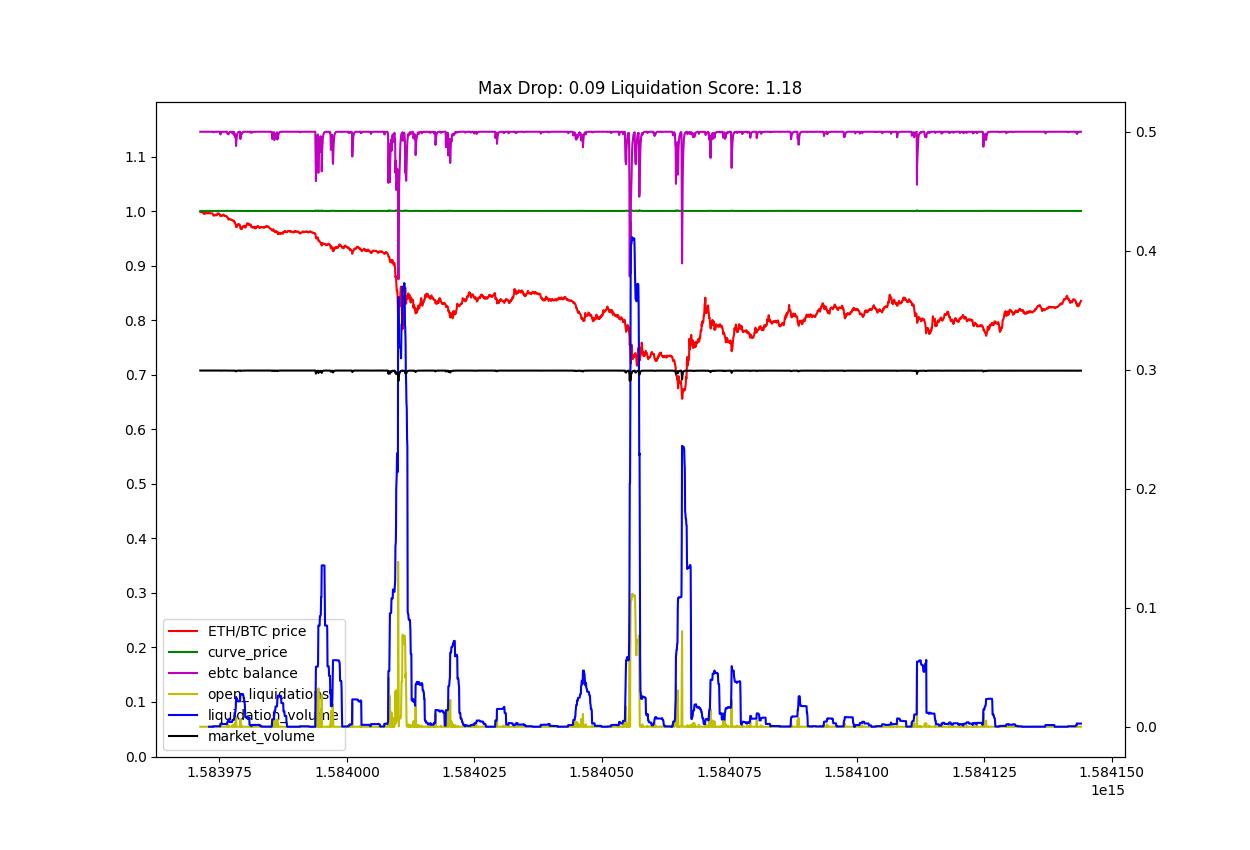 Max Drop: 0.09 Liquidation Score: 1.18
1.1
1.0
0.9
0.8
0.7
0.6
0.5
0.4
0.3
0.2
0.1
0.0
0.5
0.4
0.3
0.2
0.1
0.0
ETH/BTC price
curve_price
ebtc balance
open_liquidations
liquidation_volume
market_volume
1.583975 1.584000 1.584025 1.584050 1.584075 1.584100 1.584125 1.584150
1e15